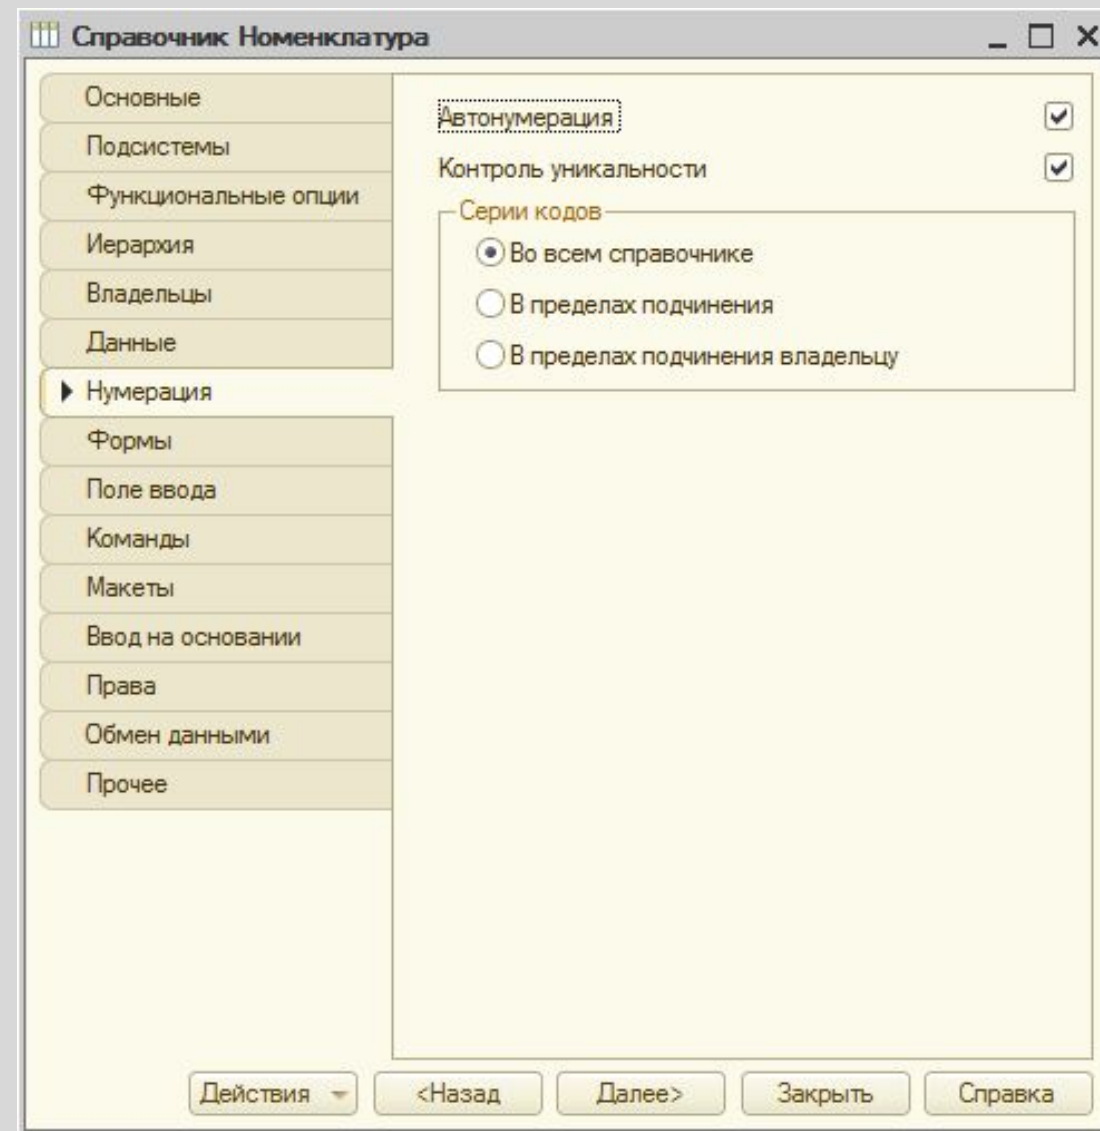 Справочник Номенклатура
Основные
Подсистемы
Функциональные опции
Иерархия
Владельцы
Данные
Нумерация
Формы
Поле ввода
Команды
Макеты
Ввод на основании
Права
Обмен данными
Прочее
Автонумерация
Контроль уникальности
Серии кодов
Во всем справочнике
В пределах подчинения
В пределах подчинения владельцу
Действия <Назад Далее> Закрыть Справка